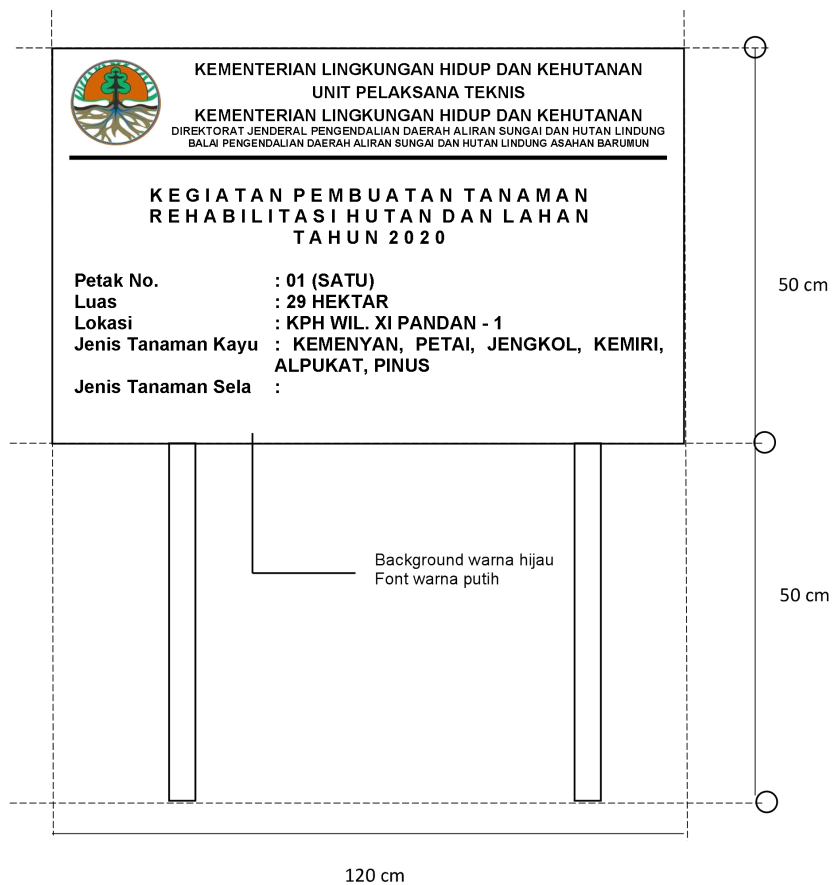 KEMENTERIAN LINGKUNGAN HIDUP DAN KEHUTANAN
UNIT PELAKSANA TEKNIS
KEMENTERIAN LINGKUNGAN HIDUP DAN KEHUTANAN
DIREKTORAT JENDERAL PENGENDALIAN DAERAH ALIRAN SUNGAI DAN HUTAN LINDUNG
BALAI PENGENDALIAN DAERAH ALIRAN SUNGAI DAN HUTAN LINDUNG ASAHAN BARUMUN
KEGIATAN PEMBUATAN TANAMAN
REHABILITASI HUTAN DAN LAHAN
TAHUN 2020
Petak No. : 01 (SATU)
Luas : 29 HEKTAR
Lokasi : KPH WIL. XI PANDAN - 1
Jenis Tanaman Kayu : KEMENYAN, PETAI, JENGKOL, KEMIRI,
ALPUKAT, PINUS
Jenis Tanaman Sela :
50 cm
Background warna hijau
Font warna putih
50 cm
120 cm